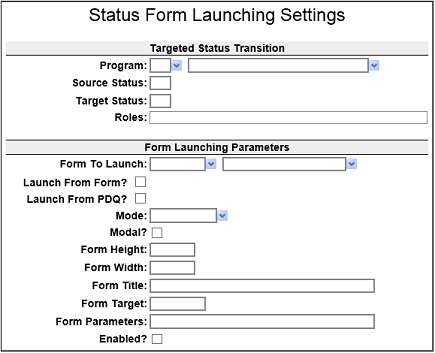 Status Form Launching Settings
Targeted Status Transition
Program:
Source Status:
Target Status:
Roles:
Form Launching Parameters
Form To Launch:
Launch From Form?
Launch From PDQ?
Mode:
Modal?
Form Height:
Form Width:
Form Title:
Form Target:
Form Parameters:
Enabled?